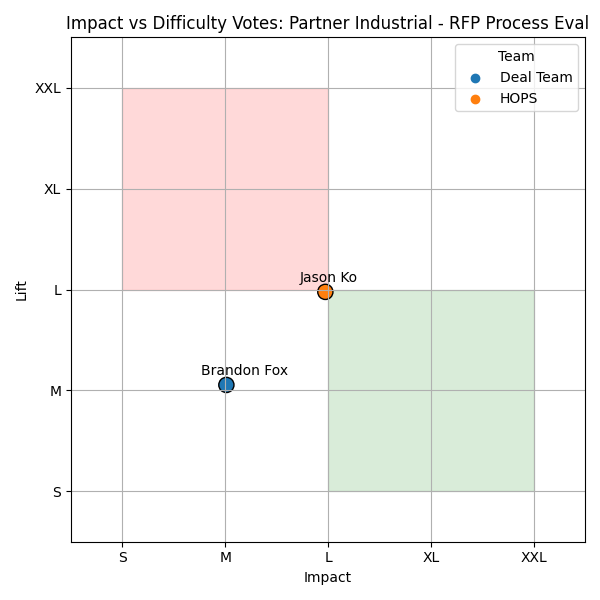 Impact vs Difficulty Votes: Partner Industrial - RFP Process Eval
Team
Deal Team
HOPS
XXL
XL
L
M
S
Lift
Jason Ko
Brandon Fox
S
M
L
XL
XXL
Impact